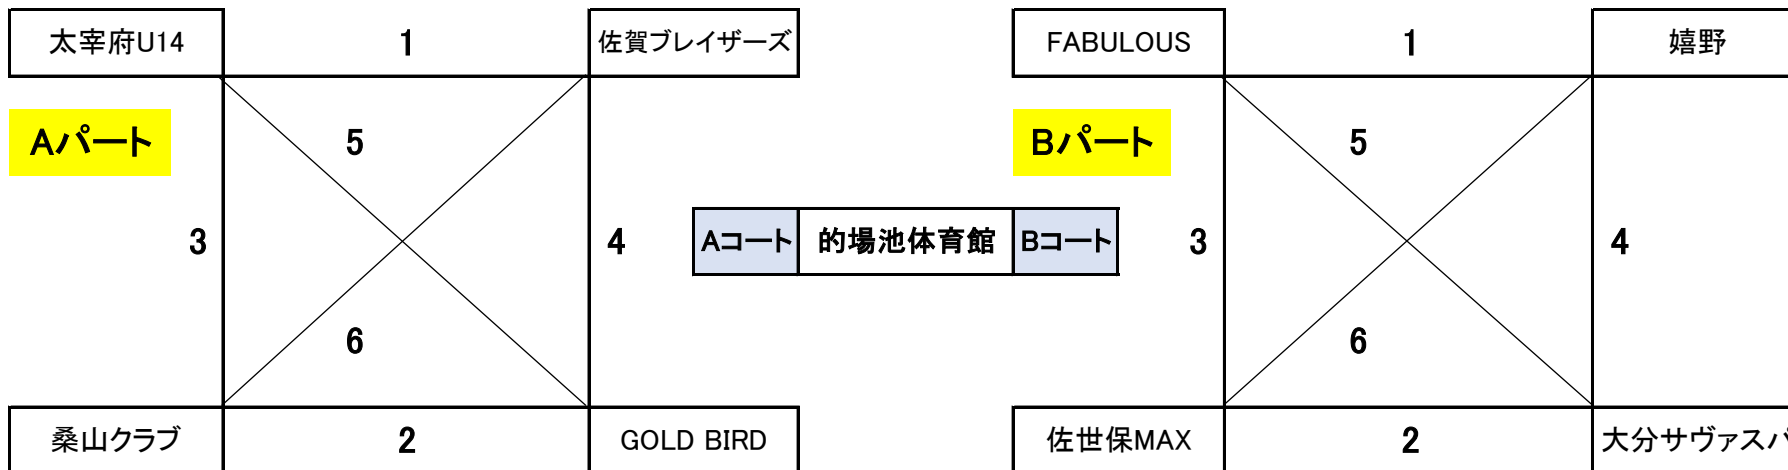 太宰府U14 1 佐賀ブレイザーズ FABULOUS 1 嬉野
Aパート 5 Bパート 5
3 4 Aコート 的場池体育館 Bコート 3 4
6 6
桑山クラブ 2 GOLD BIRD 佐世保MAX 2 大分サヴァスパ